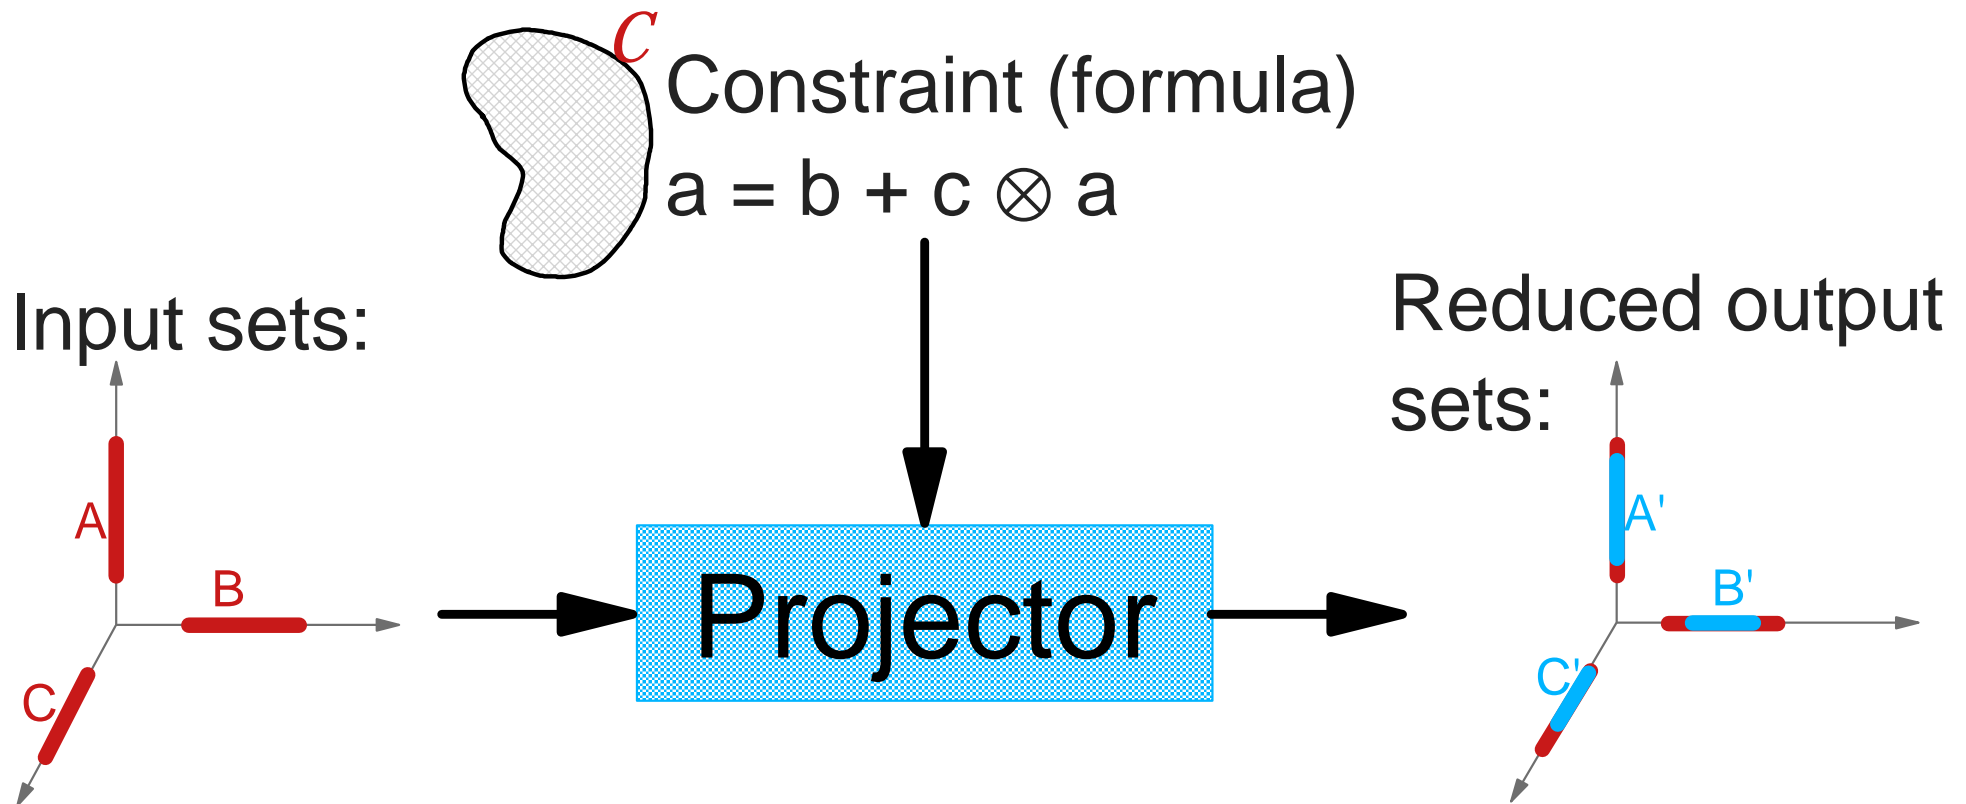 C
Constraint (formula)
a = b + c ⊗ a
Input sets:
A
B
C
Projector
Reduced output
sets:
A'
B'
C'